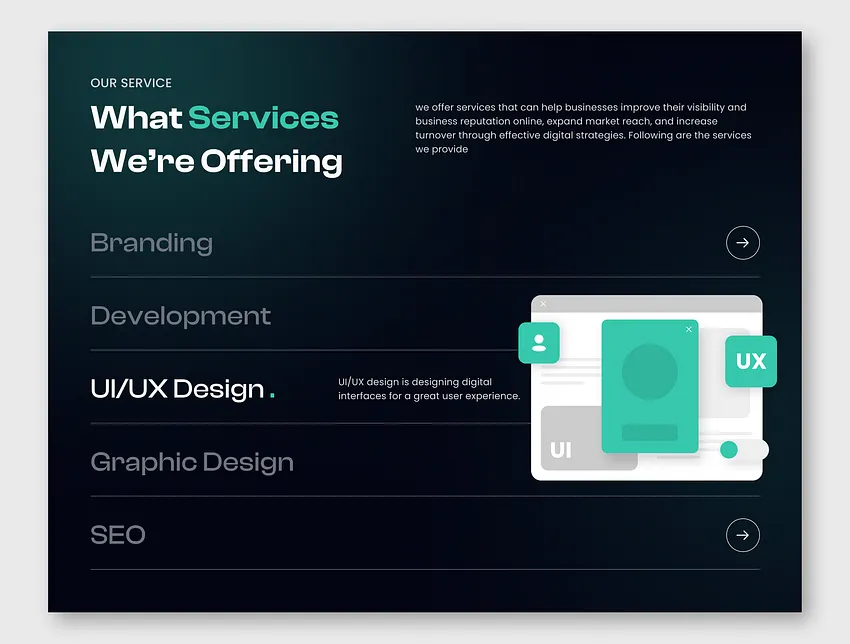 OUR SERVICE
What Services
We’re Offering
we offer services that can help businesses improve their visibility and
business reputation online, expand market reach, and increase
turnover through effective digital strategies. Following are the services
we provide
Branding
Development
UI/UX Design .
UI/UX design is designing digital
interfaces for a great user experience.
UX
UI
Graphic Design
SEO